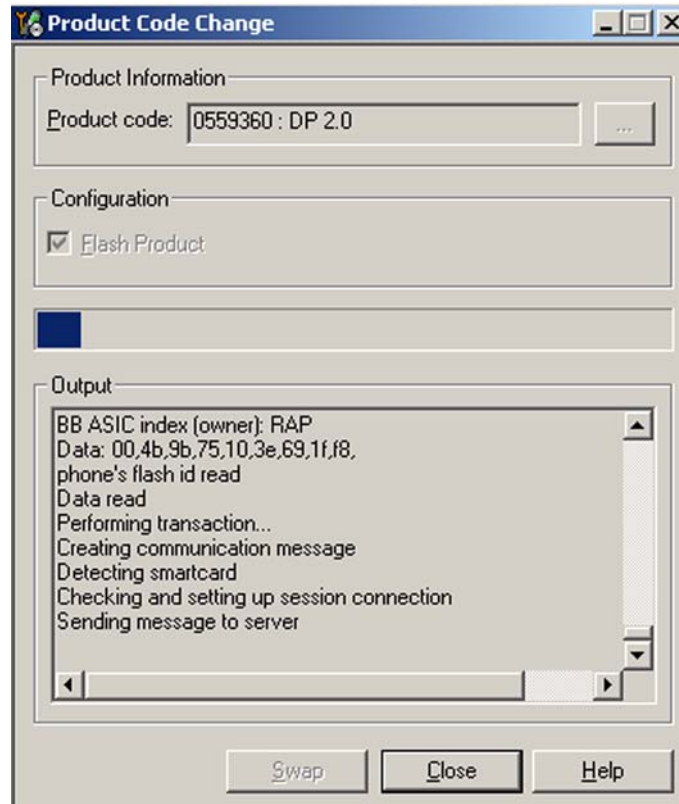 Product Code Change
Product Information
Product code: 0559360 : DP 2.0
...
Configuration
Flash Product
Output
BB ASIC index (owner): RAP
Data: 00,4b,9b,75,10,3e,69,1f,f8,
phone's flash id read
Data read
Performing transaction...
Creating communication message
Detecting smartcard
Checking and setting up session connection
Sending message to server
Swap Close Help